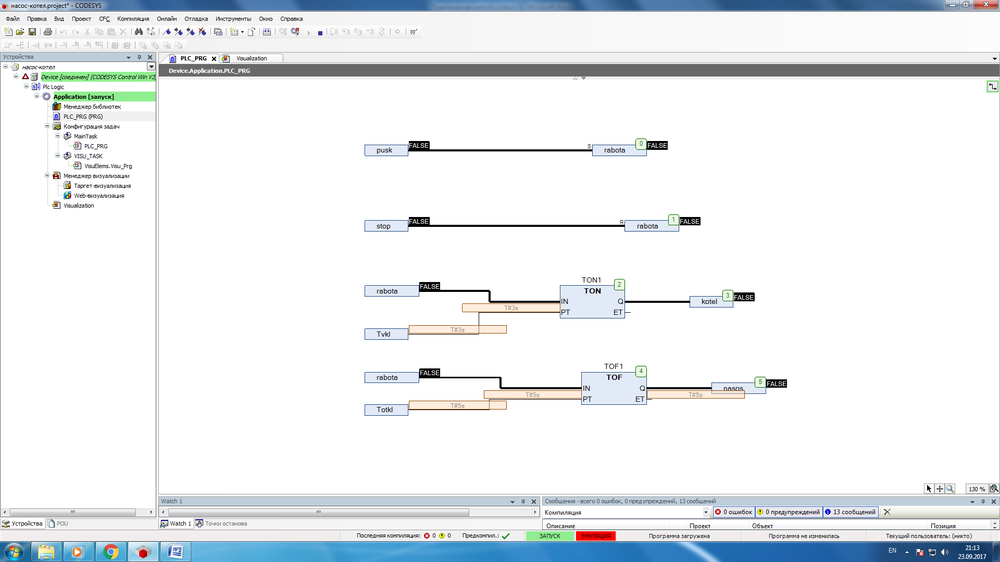 насос-котел.project* - CODESYS
Файл Правка Вид Проект CFC Компиляция Онлайн Отладка Инструменты Окно Справка
Устройства
насос-котел
Device [соединен] (CODESYS Control Win V3)
Plc Logic
Application [запуск]
Менеджер библиотек
PLC_PRG (PRG)
Конфигурация задач
MainTask
PLC_PRG
VISU_TASK
VisuElems.Visu_Prg
Менеджер визуализации
Таргет-визуализация
Web-визуализация
Visualization
Устройства POU
PLC_PRG Visualization
Device.Application.PLC_PRG
pusk FALSE S rabota 0 FALSE
stop FALSE R rabota 1 FALSE
TON1
rabota FALSE TON 2
IN Q kotel 3 FALSE
T#3s
PT ET
Tvkl T#3s
TOF1
rabota FALSE TOF 4
IN Q nasos 5 FALSE
T#5s T#5s
PT ET
Totkl T#5s
130 %
Watch 1
Watch 1 Точки останова
Сообщения - всего 0 ошибок, 0 предупреждений, 13 сообщений
Компиляция 0 ошибок 0 предупреждений 13 сообщений
Описание Проект Объект Позиция
Последняя компиляция: 0 0 Предкомпил.: ЗАПУСК ЭМУЛЯЦИЯ Программа загружена Программа не изменилась Текущий пользователь: (никто)
EN
21:13
23.09.2017